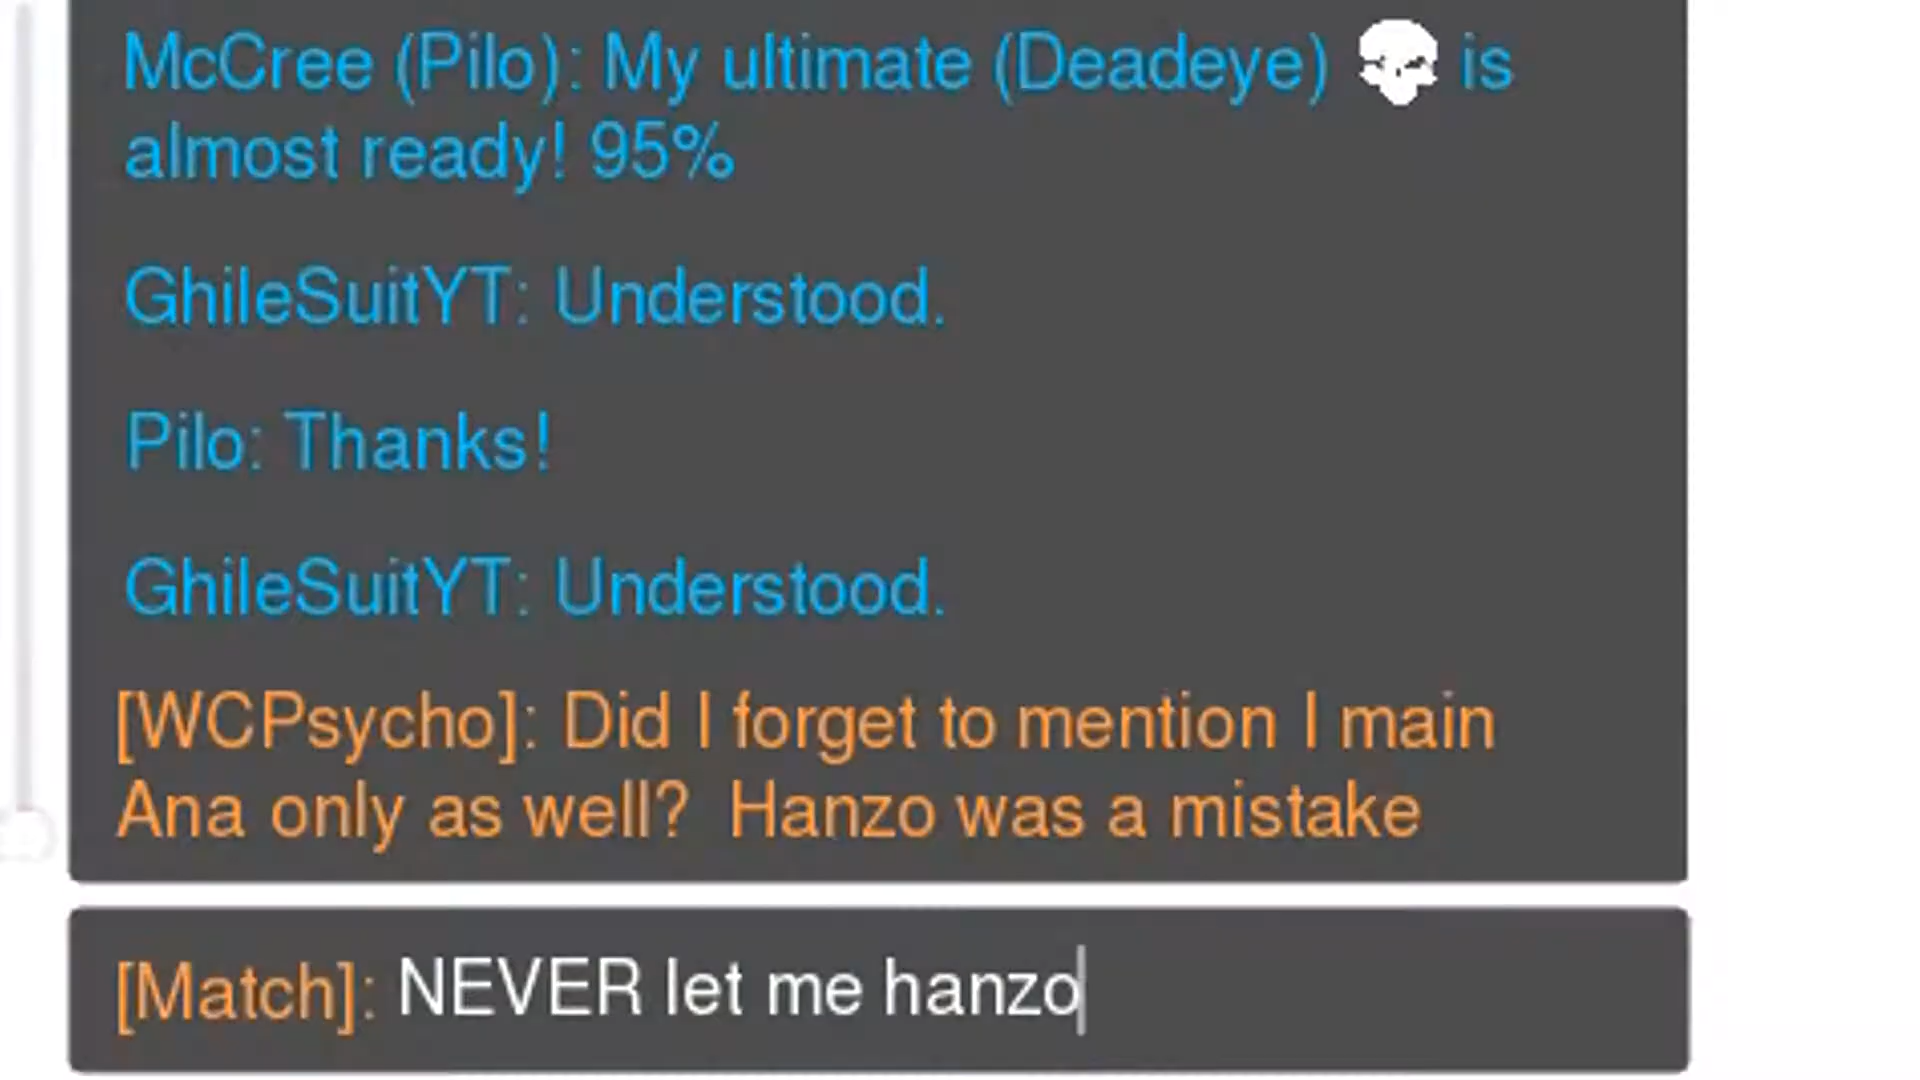 McCree (Pilo): My ultimate (Deadeye) is
almost ready! 95%
GhileSuitYT: Understood.
Pilo: Thanks!
GhileSuitYT: Understood.
[WCPsycho]: Did I forget to mention I main
Ana only as well? Hanzo was a mistake
[Match]: NEVER let me hanzo